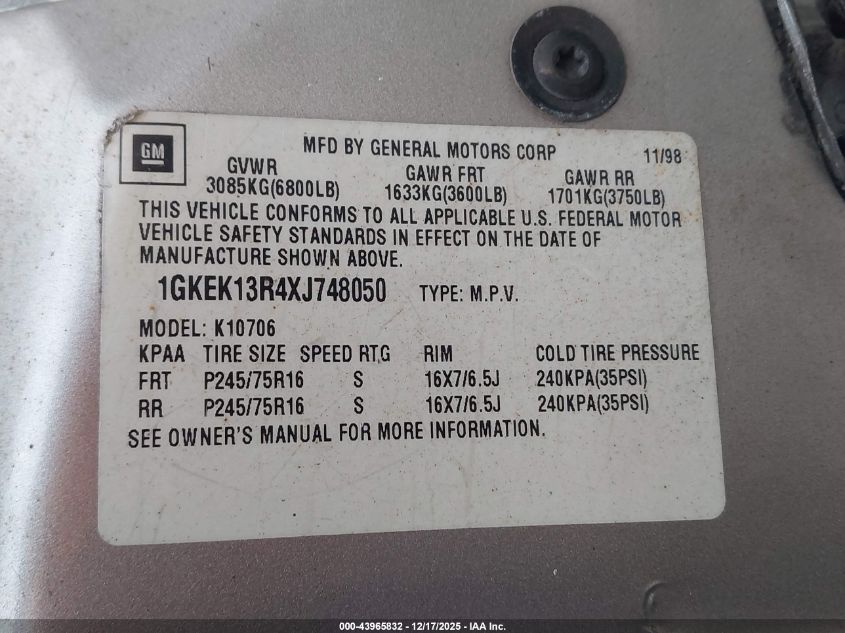 GM
MFD BY GENERAL MOTORS CORP 11/98
GVWR GAWR FRT GAWR RR
3085KG(6800LB) 1633KG(3600LB) 1701KG(3750LB)
THIS VEHICLE CONFORMS TO ALL APPLICABLE U.S. FEDERAL MOTOR
VEHICLE SAFETY STANDARDS IN EFFECT ON THE DATE OF
MANUFACTURE SHOWN ABOVE.
1GKEK13R4XJ748050 TYPE: M.P.V.
MODEL: K10706
KPAA TIRE SIZE SPEED RTG RIM COLD TIRE PRESSURE
FRT P245/75R16 S 16X7/6.5J 240KPA(35PSI)
RR P245/75R16 S 16X7/6.5J 240KPA(35PSI)
SEE OWNER'S MANUAL FOR MORE INFORMATION.
000-43965832 - 12/17/2025 - IAA Inc.